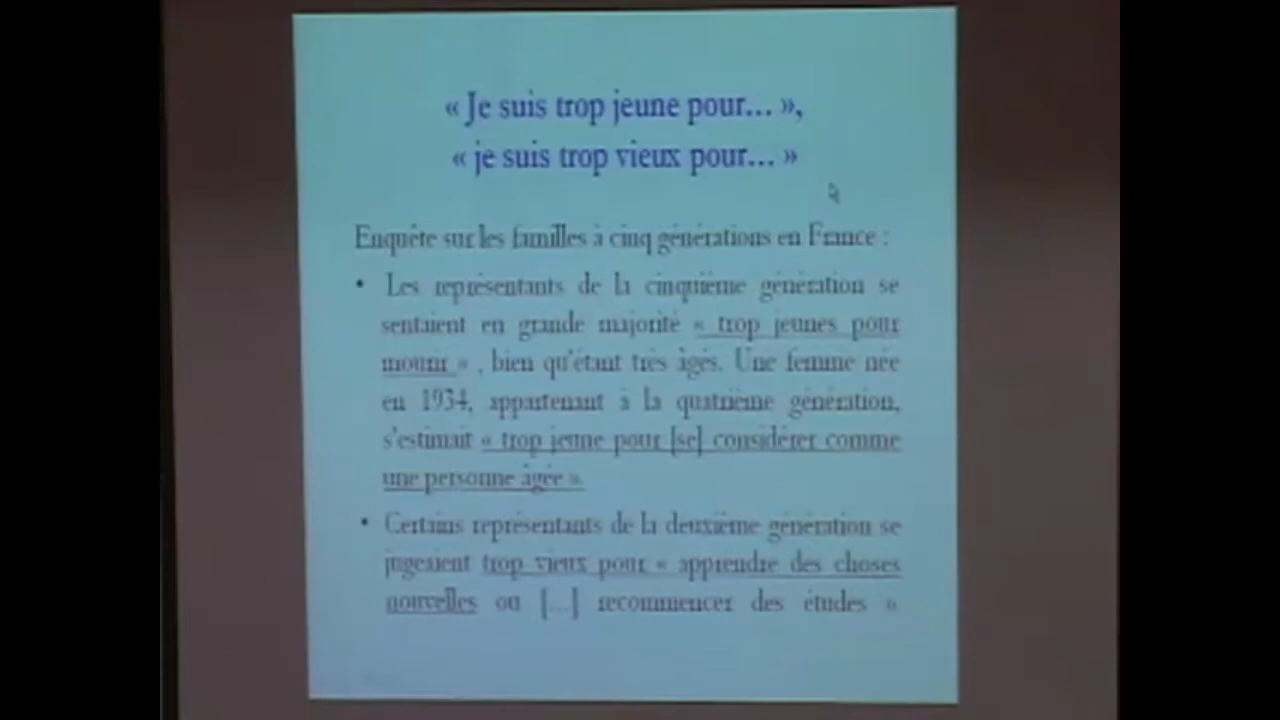 « Je suis trop jeune pour... »,
« je suis trop vieux pour... »
Enquête sur les familles à cinq générations en France :
• Les représentants de la cinquième génération se
sentaient en grande majorité « trop jeunes pour
mourir » , bien qu'étant très âgés. Une femme née
en 1934, appartenant à la quatrième génération,
s'estimait « trop jeune pour [se] considérer comme
une personne âgée ».
• Certains représentants de la deuxième génération se
jugeaient trop vieux pour « apprendre des choses
nouvelles ou [...] recommencer des études ».